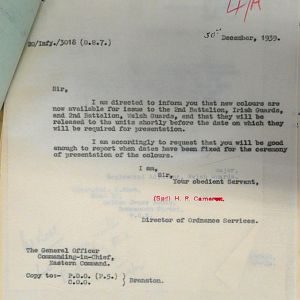 4/A
BO/Infy./3018 (O.S.7.)
30th December, 1939.
Sir,
I am directed to inform you that new colours are
now available for issue to the 2nd Battalion, Irish Guards,
and 2nd Battalion, Welsh Guards, and that they will be
released to the units shortly before the date on which they
will be required for presentation.
I am accordingly to request that you will be good
enough to report when dates have been fixed for the ceremony
of presentation of the colours.
I am,
Sir,
Your obedient Servant,
(Sgd) H. R. Cameron,
Director of Ordnance Services.
The General Officer
Commanding-in-Chief,
Eastern Command.
Copy to:- P.O.O. (P.S.) )
C.O.O. ) Branston.